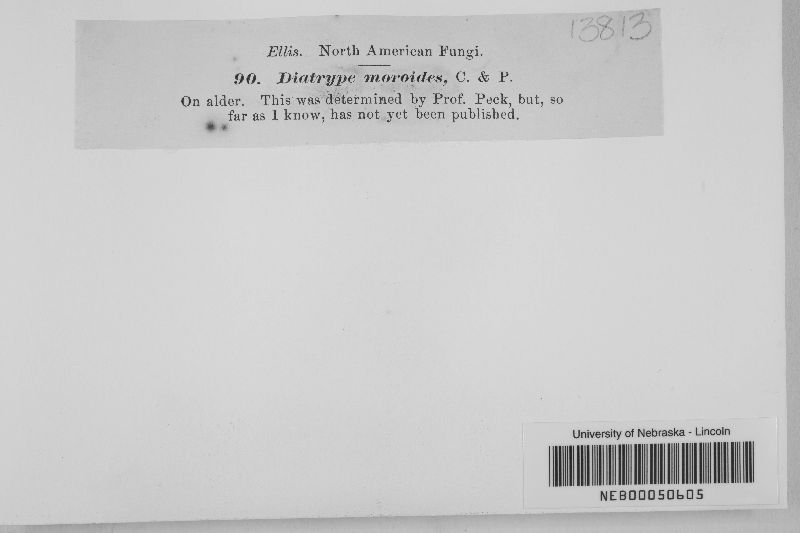 13813
Ellis. North American Fungi.
90. Diatrype moroides, C. & P.
On alder. This was determined by Prof. Peck, but, so
far as I know, has not yet been published.
University of Nebraska - Lincoln
NEB00050605